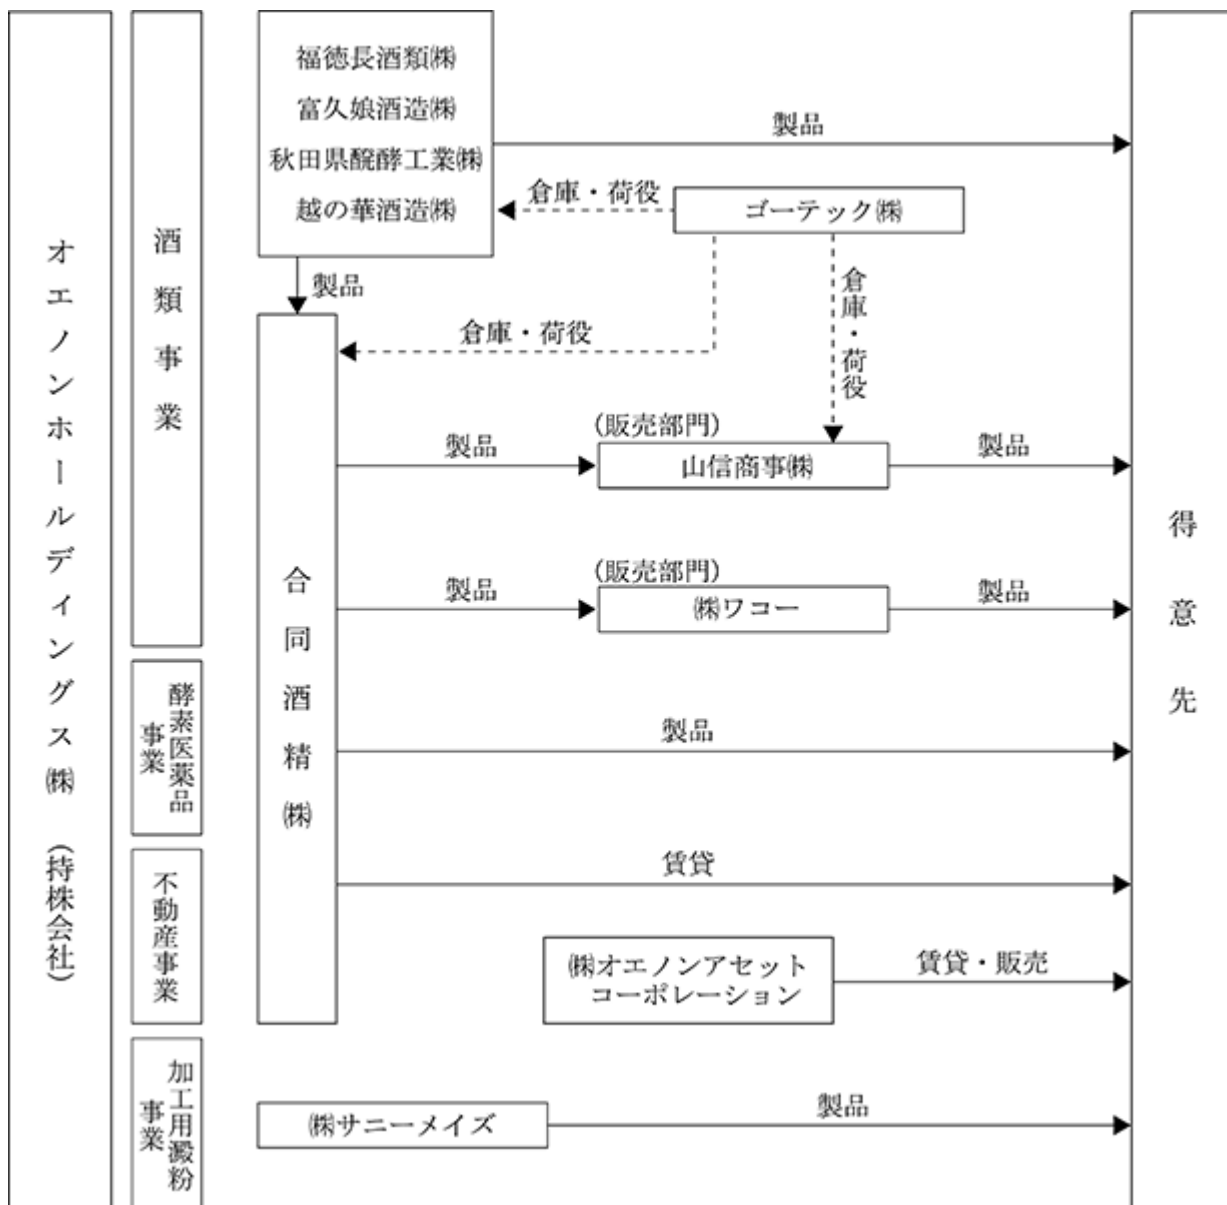 オエノンホールディングス㈱ (持株会社)
酒類事業
酵素医薬品
事業
不動産事業
加工用澱粉
事業
福徳長酒類㈱
富久娘酒造㈱
秋田県醗酵工業㈱
越の華酒造㈱
製品
倉庫・荷役
ゴーテック㈱
製品
倉庫・荷役
倉庫・荷役
合同酒精㈱
製品
(販売部門)
山信商事㈱
製品
製品
(販売部門)
㈱ワコー
製品
製品
賃貸
㈱オエノンアセット
コーポレーション
賃貸・販売
㈱サニーメイズ
製品
得意先